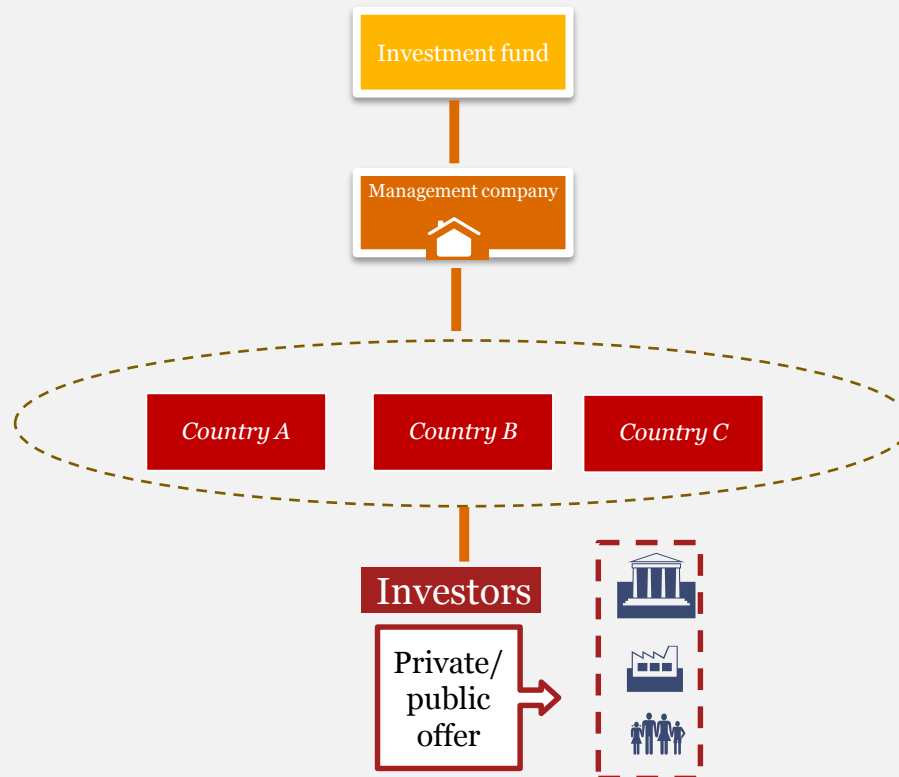 Investment fund
Management company
Country A
Country B
Country C
Investors
Private/
public
offer